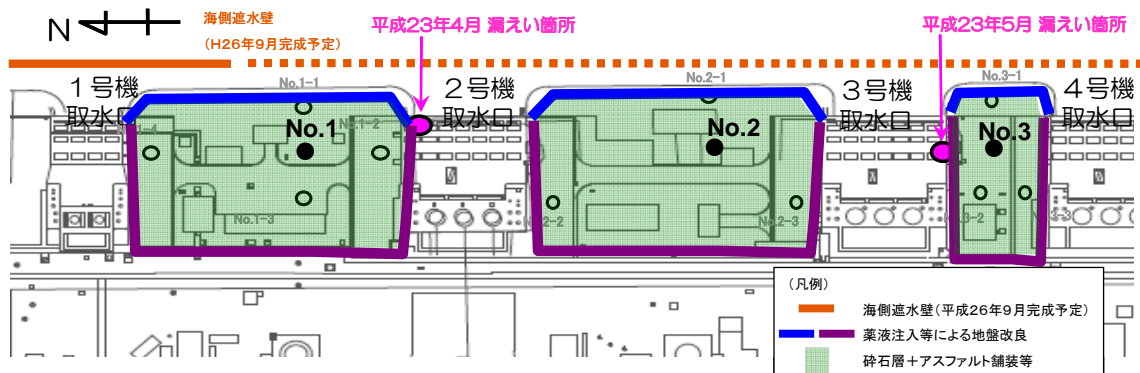 N
海側遮水壁
(H26年9月完成予定)
平成23年4月 漏えい箇所
平成23年5月 漏えい箇所
1号機
取水口
No.1-1
2号機
取水口
No.2-1
3号機
取水口
No.3-1
4号機
取水口
No.1-4
No.1
No.1-2
No.2
No.3
No.1-3
No.2-2
No.2-3
No.3-2
No.3-3
(凡例)
海側遮水壁(平成26年9月完成予定)
薬液注入等による地盤改良
砕石層+アスファルト舗装等